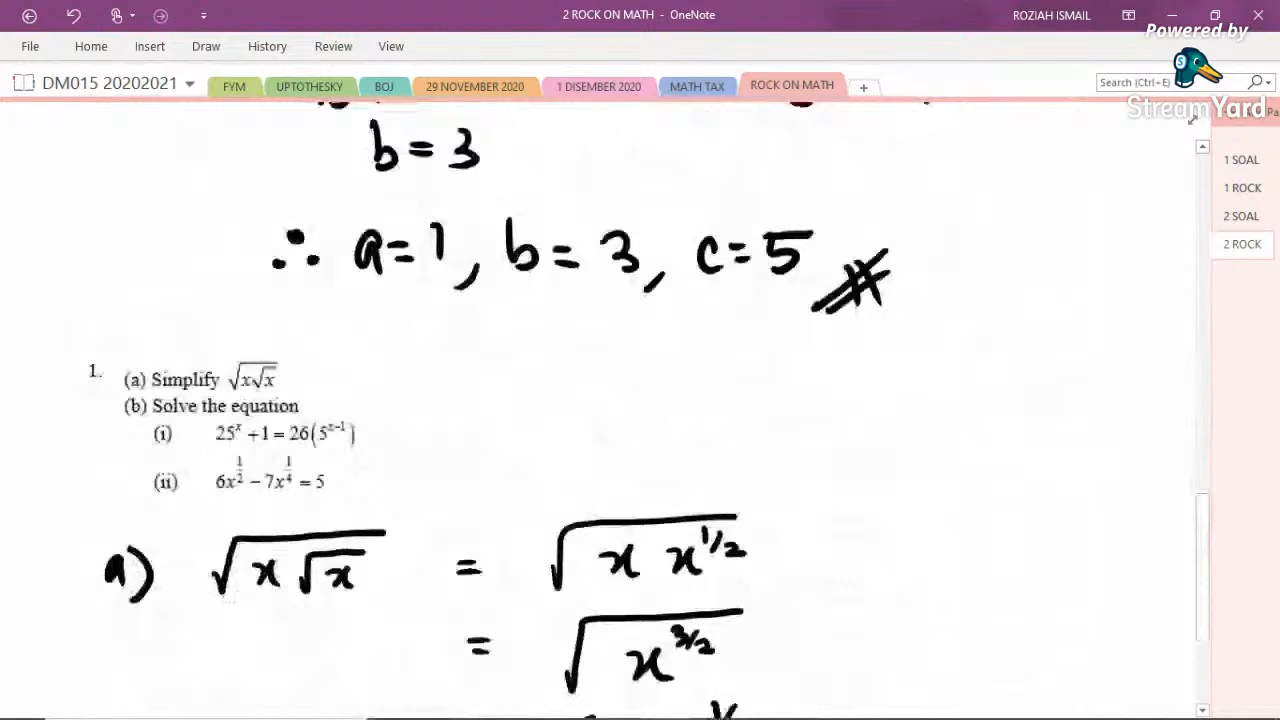 2 ROCK ON MATH - OneNote
ROZIAH ISMAIL
Powered by
StreamYard
File Home Insert Draw History Review View
DM015 20202021
FYM UPTOTHESKY BOJ 29 NOVEMBER 2020 1 DISEMBER 2020 MATH TAX ROCK ON MATH +
Search (Ctrl+E)
1 SOAL
1 ROCK
2 SOAL
2 ROCK
b = 3
∴ a = 1, b = 3, c = 5
1.
(a) Simplify √(x√x)
(b) Solve the equation
(i) 25^x + 1 = 26(5^(x−1))
(ii) 6x^(1/2) − 7x^(1/4) = 5
a) √(x√x) = √(x x^(1/2))
= √(x^(3/2))